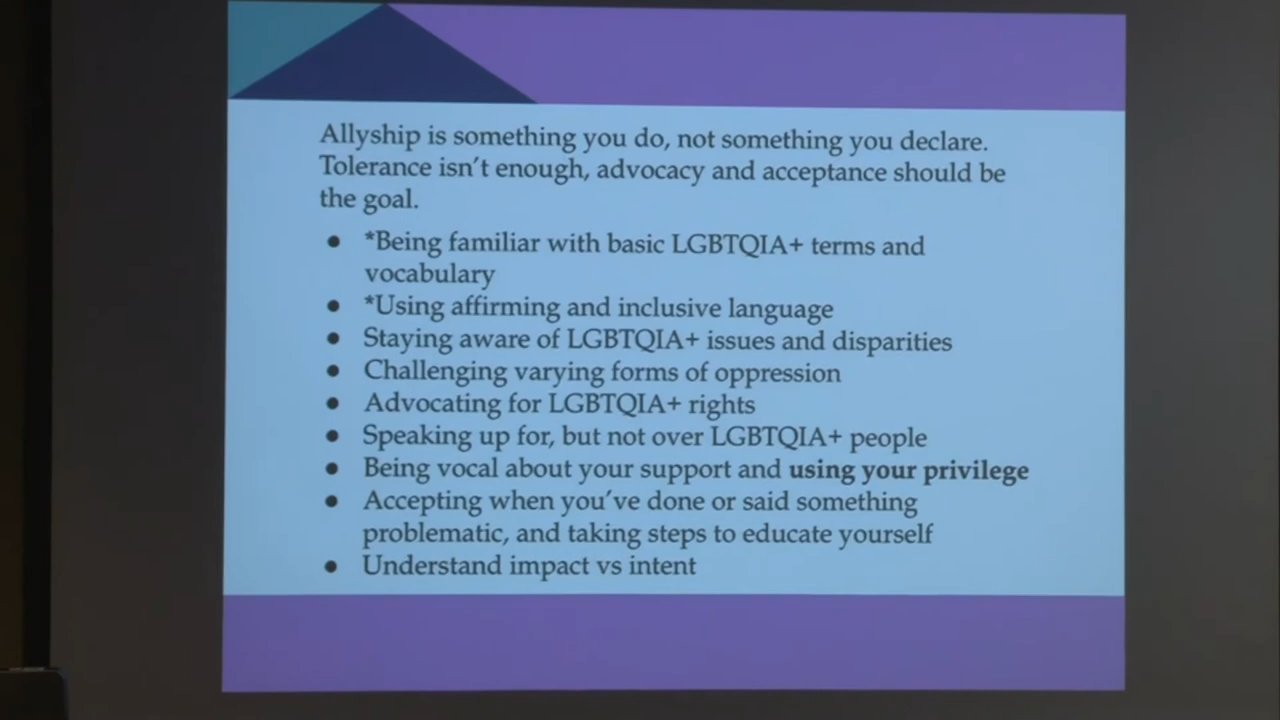 Allyship is something you do, not something you declare.
Tolerance isn't enough, advocacy and acceptance should be
the goal.
● *Being familiar with basic LGBTQIA+ terms and
vocabulary
● *Using affirming and inclusive language
● Staying aware of LGBTQIA+ issues and disparities
● Challenging varying forms of oppression
● Advocating for LGBTQIA+ rights
● Speaking up for, but not over LGBTQIA+ people
● Being vocal about your support and using your privilege
● Accepting when you've done or said something
problematic, and taking steps to educate yourself
● Understand impact vs intent